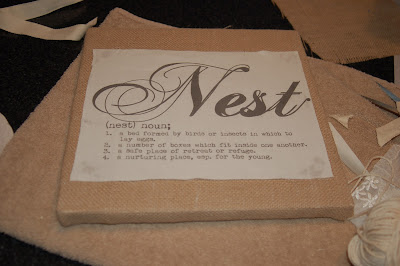 Nest
(nest) noun;
1. a bed formed by birds or insects in which to
lay eggs.
2. a number of boxes which fit inside one another.
3. a safe place of retreat or refuge.
4. a nurturing place, esp. for the young.